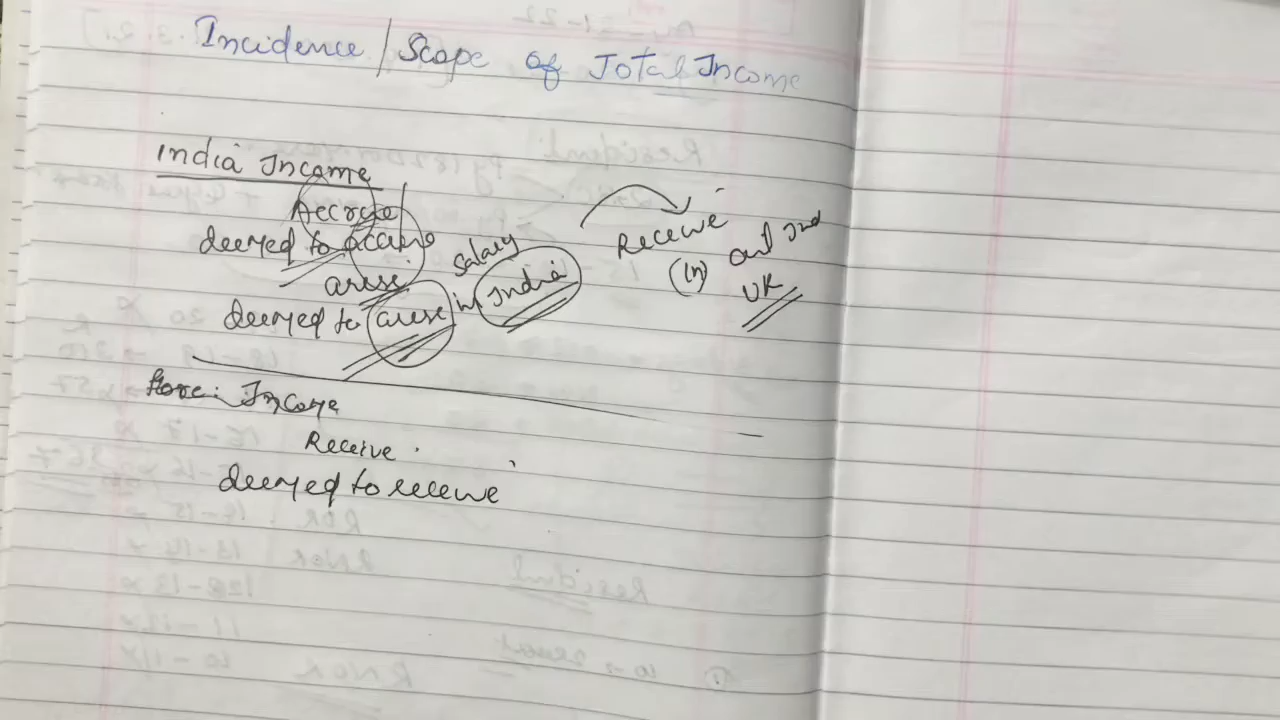 Incidence / Scope of Total Income
India Income
Accrue /
deemed to accrue
arise.
deemed to arise in India
salary
Receive
(in) out Ind
UK
Income
Receive
deemed to receive